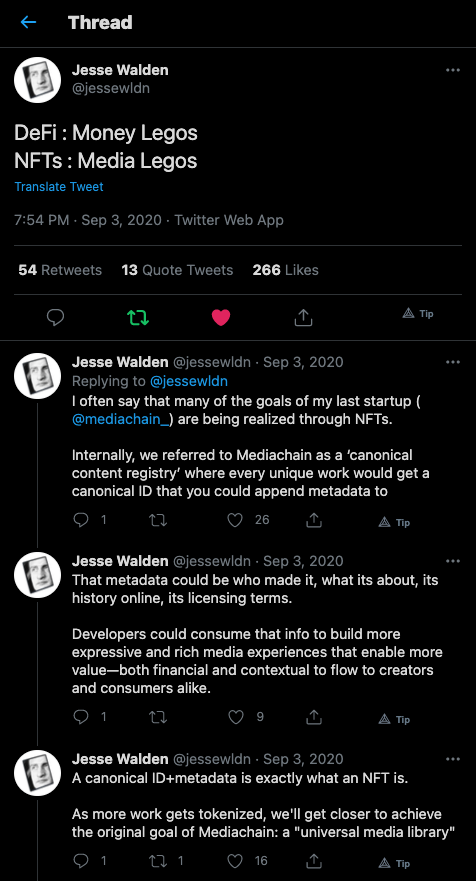 Thread
Jesse Walden
@jessewldn
DeFi : Money Legos
NFTs : Media Legos
Translate Tweet
7:54 PM · Sep 3, 2020 · Twitter Web App
54 Retweets 13 Quote Tweets 266 Likes
Tip
Jesse Walden @jessewldn · Sep 3, 2020
Replying to @jessewldn
I often say that many of the goals of my last startup (
@mediachain_) are being realized through NFTs.
Internally, we referred to Mediachain as a ‘canonical
content registry’ where every unique work would get a
canonical ID that you could append metadata to
1 26 Tip
Jesse Walden @jessewldn · Sep 3, 2020
That metadata could be who made it, what its about, its
history online, its licensing terms.
Developers could consume that info to build more
expressive and rich media experiences that enable more
value—both financial and contextual to flow to creators
and consumers alike.
1 9 Tip
Jesse Walden @jessewldn · Sep 3, 2020
A canonical ID+metadata is exactly what an NFT is.
As more work gets tokenized, we'll get closer to achieve
the original goal of Mediachain: a "universal media library"
1 1 16 Tip